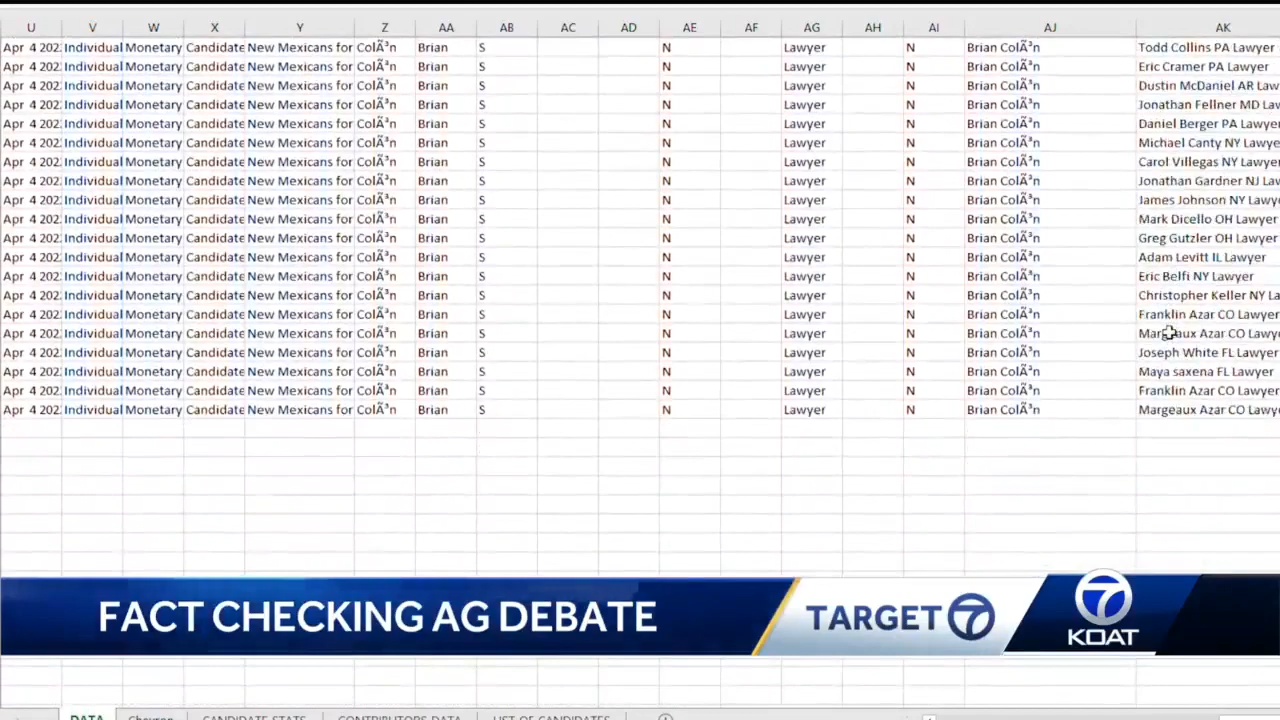 U V W X Y Z AA AB AC AD AE AF AG AH AI AJ AK
Apr 4 202 Individual Monetary Candidate New Mexicans for ColÃ³n Brian S N Lawyer N Brian ColÃ³n Todd Collins PA Lawyer
Apr 4 202 Individual Monetary Candidate New Mexicans for ColÃ³n Brian S N Lawyer N Brian ColÃ³n Eric Cramer PA Lawyer
Apr 4 202 Individual Monetary Candidate New Mexicans for ColÃ³n Brian S N Lawyer N Brian ColÃ³n Dustin McDaniel AR Law
Apr 4 202 Individual Monetary Candidate New Mexicans for ColÃ³n Brian S N Lawyer N Brian ColÃ³n Jonathan Fellner MD La
Apr 4 202 Individual Monetary Candidate New Mexicans for ColÃ³n Brian S N Lawyer N Brian ColÃ³n Daniel Berger PA Lawye
Apr 4 202 Individual Monetary Candidate New Mexicans for ColÃ³n Brian S N Lawyer N Brian ColÃ³n Michael Canty NY Lawye
Apr 4 202 Individual Monetary Candidate New Mexicans for ColÃ³n Brian S N Lawyer N Brian ColÃ³n Carol Villegas NY Lawye
Apr 4 202 Individual Monetary Candidate New Mexicans for ColÃ³n Brian S N Lawyer N Brian ColÃ³n Jonathan Gardner NJ La
Apr 4 202 Individual Monetary Candidate New Mexicans for ColÃ³n Brian S N Lawyer N Brian ColÃ³n James Johnson NY Lawy
Apr 4 202 Individual Monetary Candidate New Mexicans for ColÃ³n Brian S N Lawyer N Brian ColÃ³n Mark Dicello OH Lawyer
Apr 4 202 Individual Monetary Candidate New Mexicans for ColÃ³n Brian S N Lawyer N Brian ColÃ³n Greg Gutzler OH Lawyer
Apr 4 202 Individual Monetary Candidate New Mexicans for ColÃ³n Brian S N Lawyer N Brian ColÃ³n Adam Levitt IL Lawyer
Apr 4 202 Individual Monetary Candidate New Mexicans for ColÃ³n Brian S N Lawyer N Brian ColÃ³n Eric Belfi NY Lawyer
Apr 4 202 Individual Monetary Candidate New Mexicans for ColÃ³n Brian S N Lawyer N Brian ColÃ³n Christopher Keller NY La
Apr 4 202 Individual Monetary Candidate New Mexicans for ColÃ³n Brian S N Lawyer N Brian ColÃ³n Franklin Azar CO Lawyer
Apr 4 202 Individual Monetary Candidate New Mexicans for ColÃ³n Brian S N Lawyer N Brian ColÃ³n Margeaux Azar CO Lawy
Apr 4 202 Individual Monetary Candidate New Mexicans for ColÃ³n Brian S N Lawyer N Brian ColÃ³n Joseph White FL Lawyer
Apr 4 202 Individual Monetary Candidate New Mexicans for ColÃ³n Brian S N Lawyer N Brian ColÃ³n Maya saxena FL Lawyer
Apr 4 202 Individual Monetary Candidate New Mexicans for ColÃ³n Brian S N Lawyer N Brian ColÃ³n Franklin Azar CO Lawyer
Apr 4 202 Individual Monetary Candidate New Mexicans for ColÃ³n Brian S N Lawyer N Brian ColÃ³n Margeaux Azar CO Lawy
FACT CHECKING AG DEBATE
TARGET 7
7
KOAT
DATA Chevron CANDIDATE STATS CONTRIBUTORS DATA LIST OF CANDIDATES